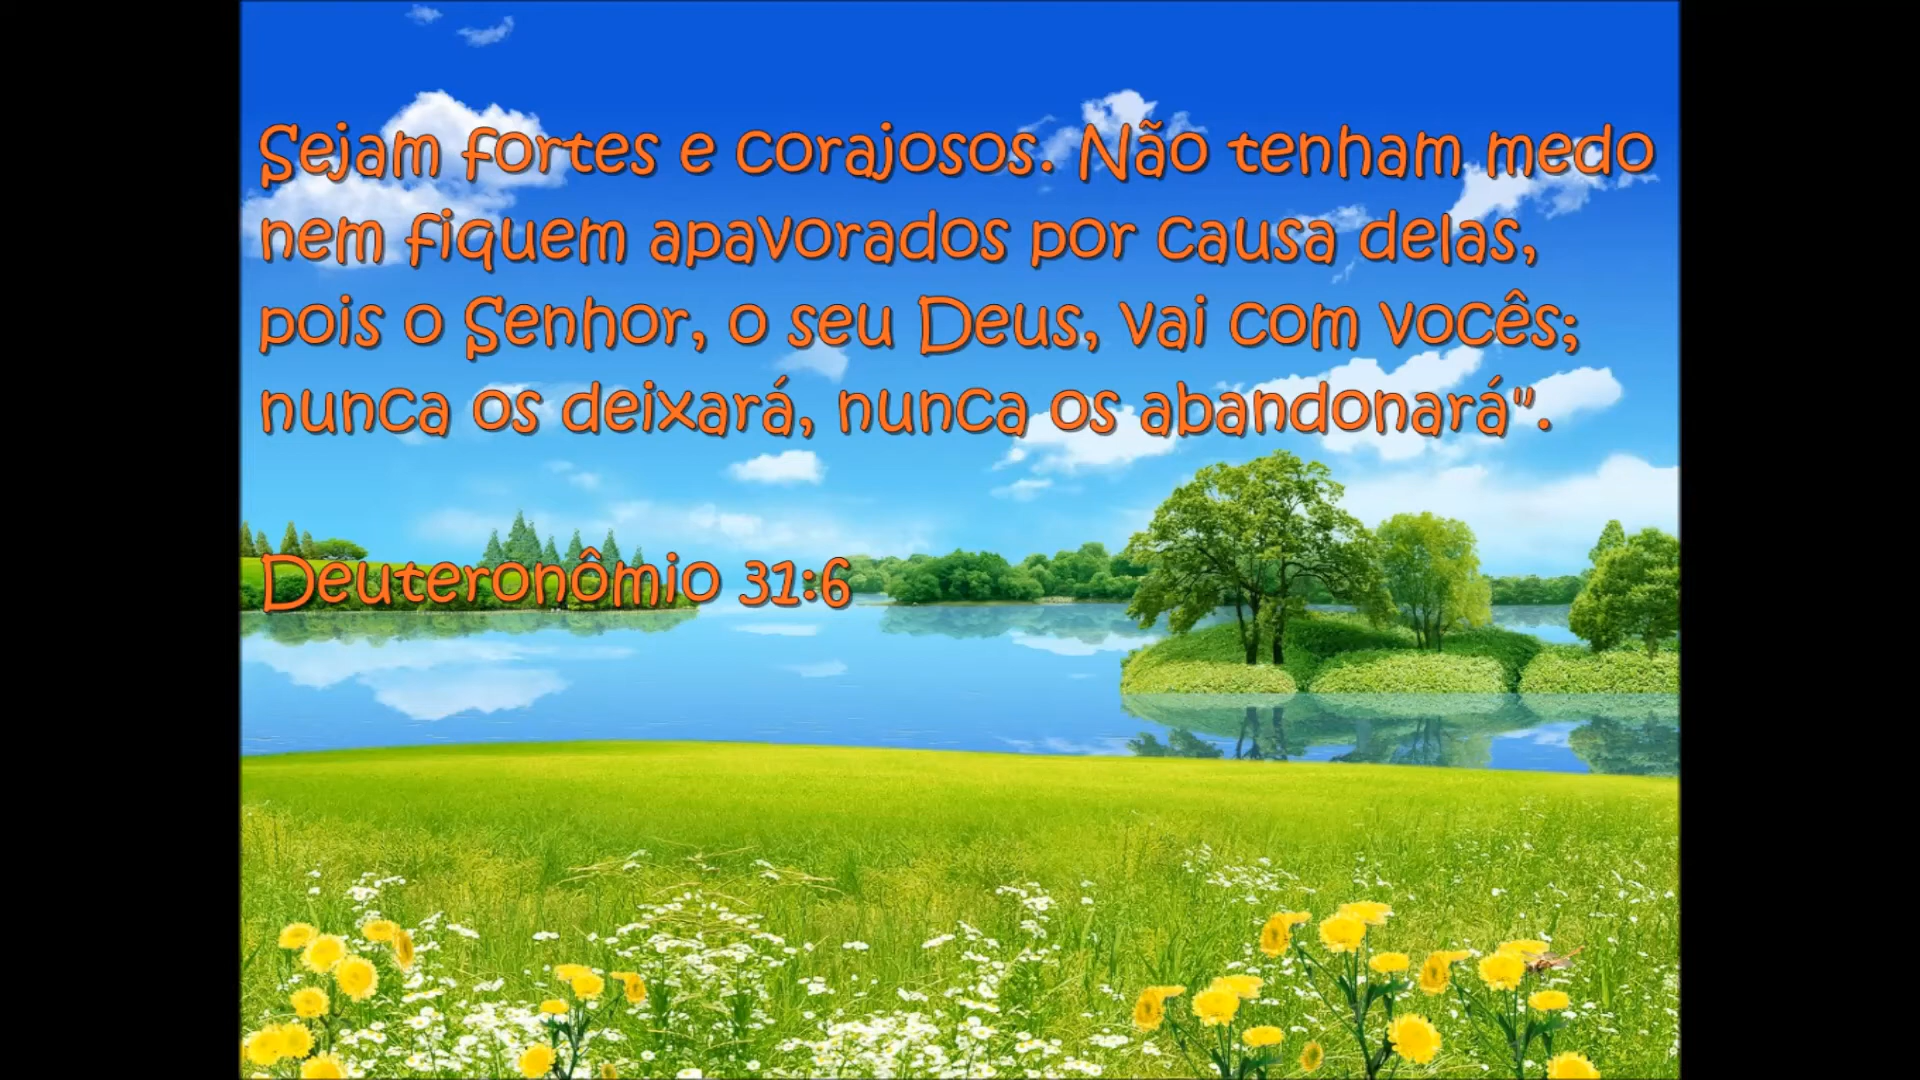 Sejam fortes e corajosos. Não tenham medo
nem fiquem apavorados por causa delas,
pois o Senhor, o seu Deus, vai com vocês;
nunca os deixará, nunca os abandonará".
Deuteronômio 31:6